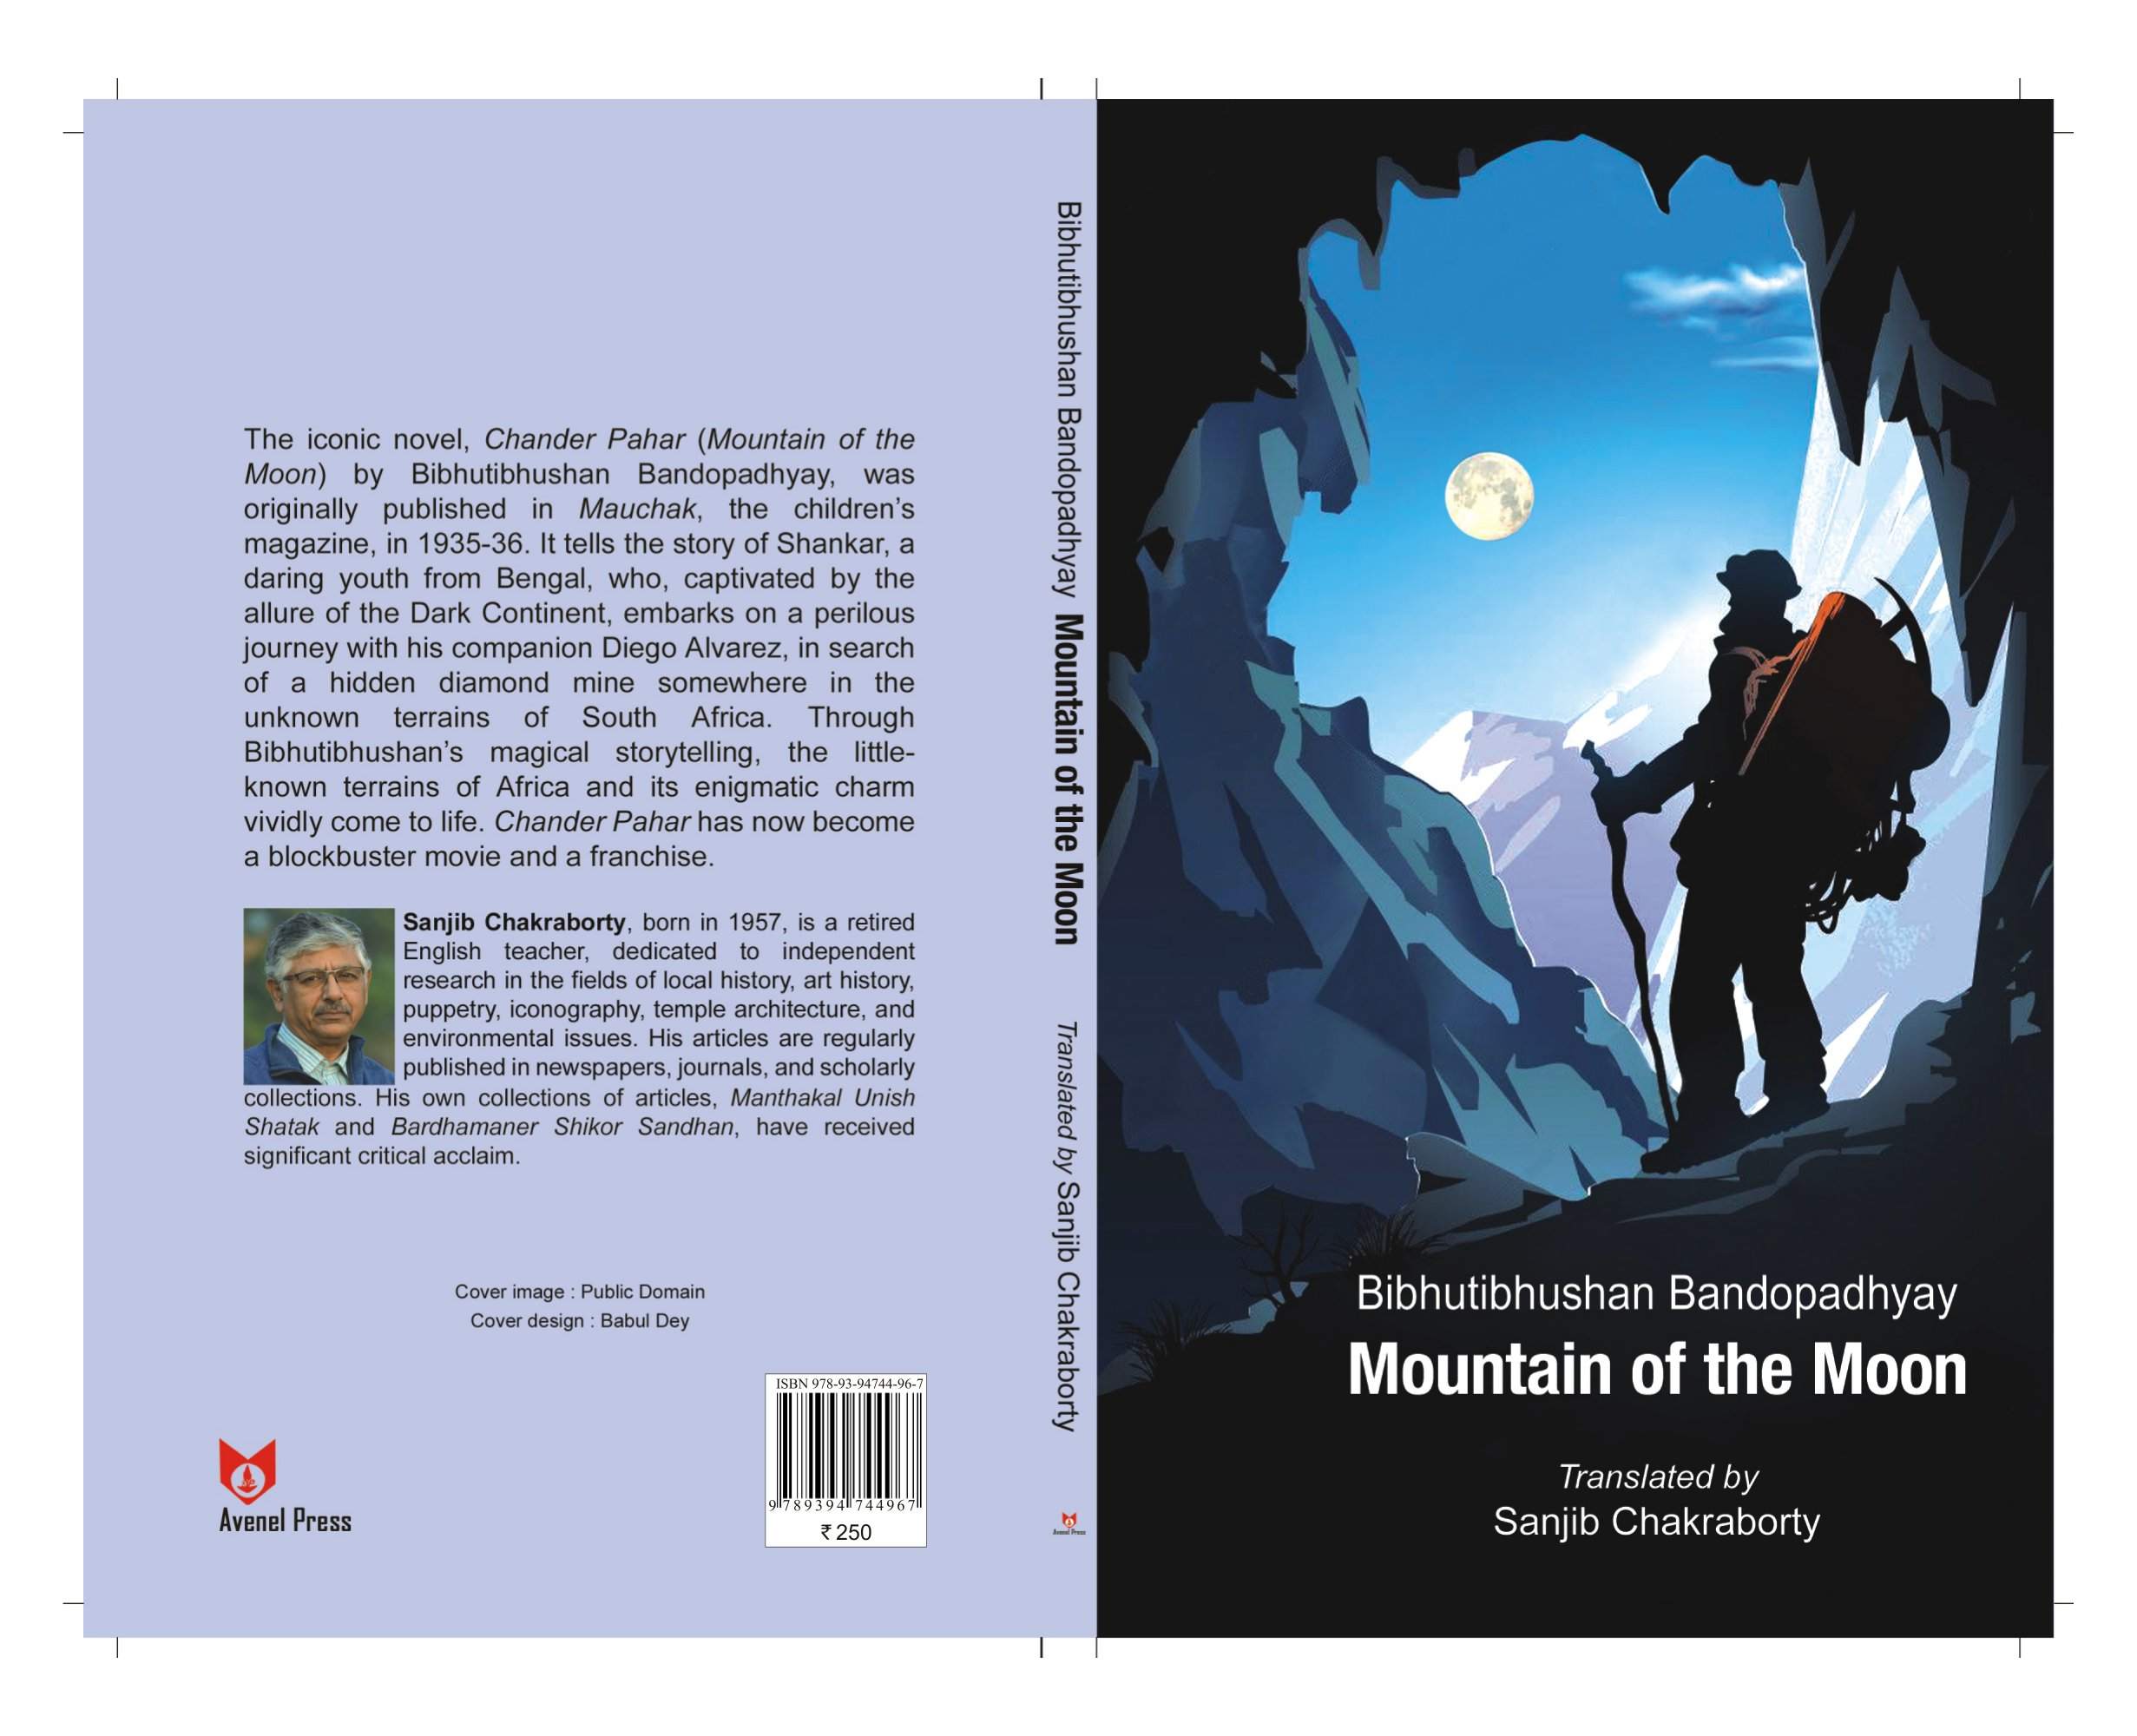 The iconic novel, Chander Pahar (Mountain of the
Moon) by Bibhutibhushan Bandopadhyay, was
originally published in Mauchak, the children’s
magazine, in 1935-36. It tells the story of Shankar, a
daring youth from Bengal, who, captivated by the
allure of the Dark Continent, embarks on a perilous
journey with his companion Diego Alvarez, in search
of a hidden diamond mine somewhere in the
unknown terrains of South Africa. Through
Bibhutibhushan’s magical storytelling, the little-
known terrains of Africa and its enigmatic charm
vividly come to life. Chander Pahar has now become
a blockbuster movie and a franchise.
Sanjib Chakraborty, born in 1957, is a retired
English teacher, dedicated to independent
research in the fields of local history, art history,
puppetry, iconography, temple architecture, and
environmental issues. His articles are regularly
published in newspapers, journals, and scholarly
collections. His own collections of articles, Manthakal Unish
Shatak and Bardhamaner Shikor Sandhan, have received
significant critical acclaim.
Cover image : Public Domain
Cover design : Babul Dey
Avenel Press
ISBN 978-93-94744-96-7
9 789394 744967
₹ 250
Bibhutibhushan Bandopadhyay Mountain of the Moon Translated by Sanjib Chakraborty
Avenel Press
Bibhutibhushan Bandopadhyay
Mountain of the Moon
Translated by
Sanjib Chakraborty